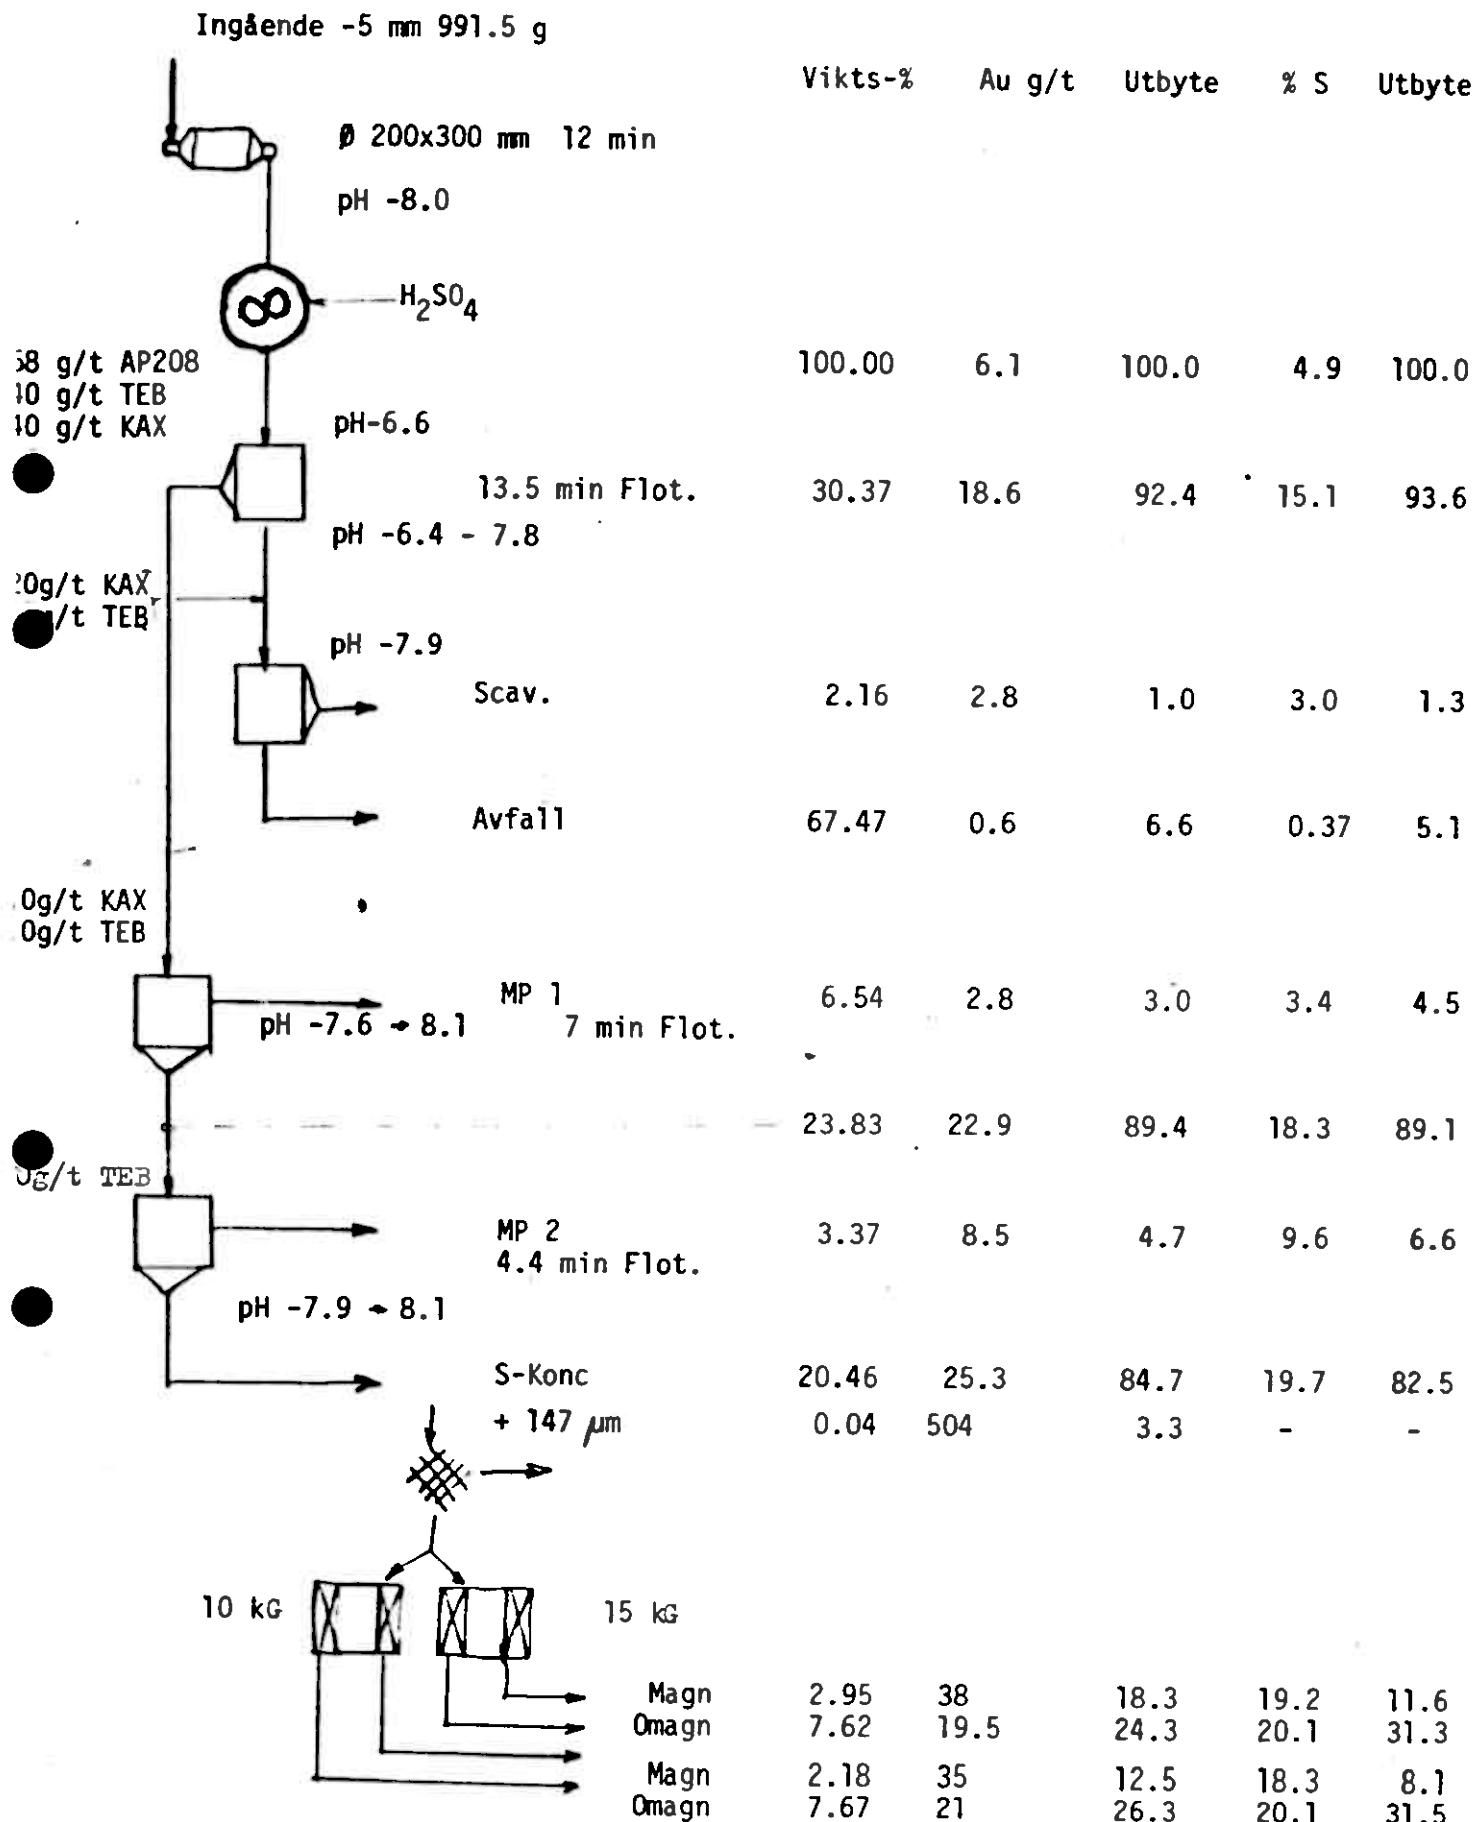 Ingående -5 mm 991.5 g
Vikts-% Au g/t Utbyte % S Utbyte
Ø 200x300 mm 12 min
pH -8.0
H2SO4
8 g/t AP208 100.00 6.1 100.0 4.9 100.0
0 g/t TEB
0 g/t KAX pH-6.6
13.5 min Flot. 30.37 18.6 92.4 15.1 93.6
pH -6.4 - 7.8
0g/t KAX
/t TEB
pH -7.9
Scav. 2.16 2.8 1.0 3.0 1.3
Avfall 67.47 0.6 6.6 0.37 5.1
0g/t KAX
0g/t TEB
MP 1 6.54 2.8 3.0 3.4 4.5
pH -7.6 → 8.1 7 min Flot.
23.83 22.9 89.4 18.3 89.1
g/t TEB
MP 2 3.37 8.5 4.7 9.6 6.6
4.4 min Flot.
pH -7.9 → 8.1
S-Konc 20.46 25.3 84.7 19.7 82.5
+ 147 µm 0.04 504 3.3 - -
10 kG 15 kG
Magn 2.95 38 18.3 19.2 11.6
Omagn 7.62 19.5 24.3 20.1 31.3
Magn 2.18 35 12.5 18.3 8.1
Omagn 7.67 21 26.3 20.1 31.5